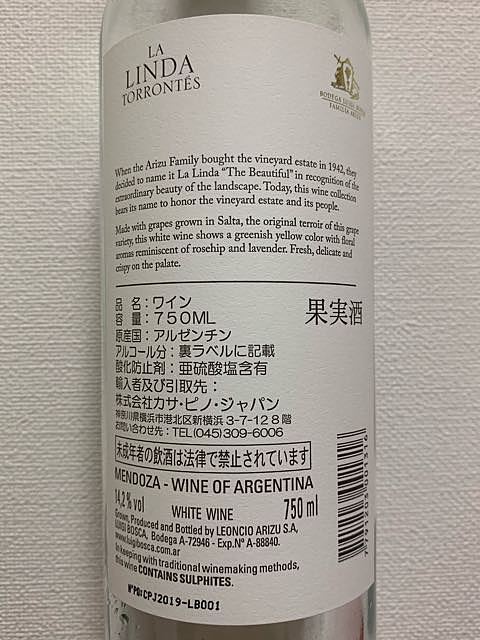 LA
LINDA
TORRONTÉS
BODEGA LUIGI BOSCA
FAMILIA ARIZU
When the Arizu Family bought the vineyard estate in 1942, they
decided to name it La Linda "The Beautiful" in recognition of the
extraordinary beauty of the landscape. Today, this wine collection
bears its name to honor the vineyard estate and its people.
Made with grapes grown in Salta, the original terroir of this grape
variety, this white wine shows a greenish yellow color with floral
aromas reminiscent of rosehip and lavender. Fresh, delicate and
crispy on the palate.
品 名：ワイン
容 量：750ML
果実酒
原産国：アルゼンチン
アルコール分：裏ラベルに記載
酸化防止剤：亜硫酸塩含有
輸入者及び引取先：
株式会社カサ・ピノ・ジャパン
神奈川県横浜市港北区新横浜 3-7-12 8階
お問い合わせ先：TEL(045)309-6006
未成年者の飲酒は法律で禁止されています
MENDOZA - WINE OF ARGENTINA
14,2% vol WHITE WINE 750 ml
Grown, Produced and Bottled by LEONCIO ARIZU S.A,
LUIGI BOSCA, Bodega A-72946 - Exp.N° A-88840.
www.luigibosca.com.ar
In keeping with traditional winemaking methods,
this wine CONTAINS SULPHITES.
N°PO:CPJ2019-LB001
7 791203 001316